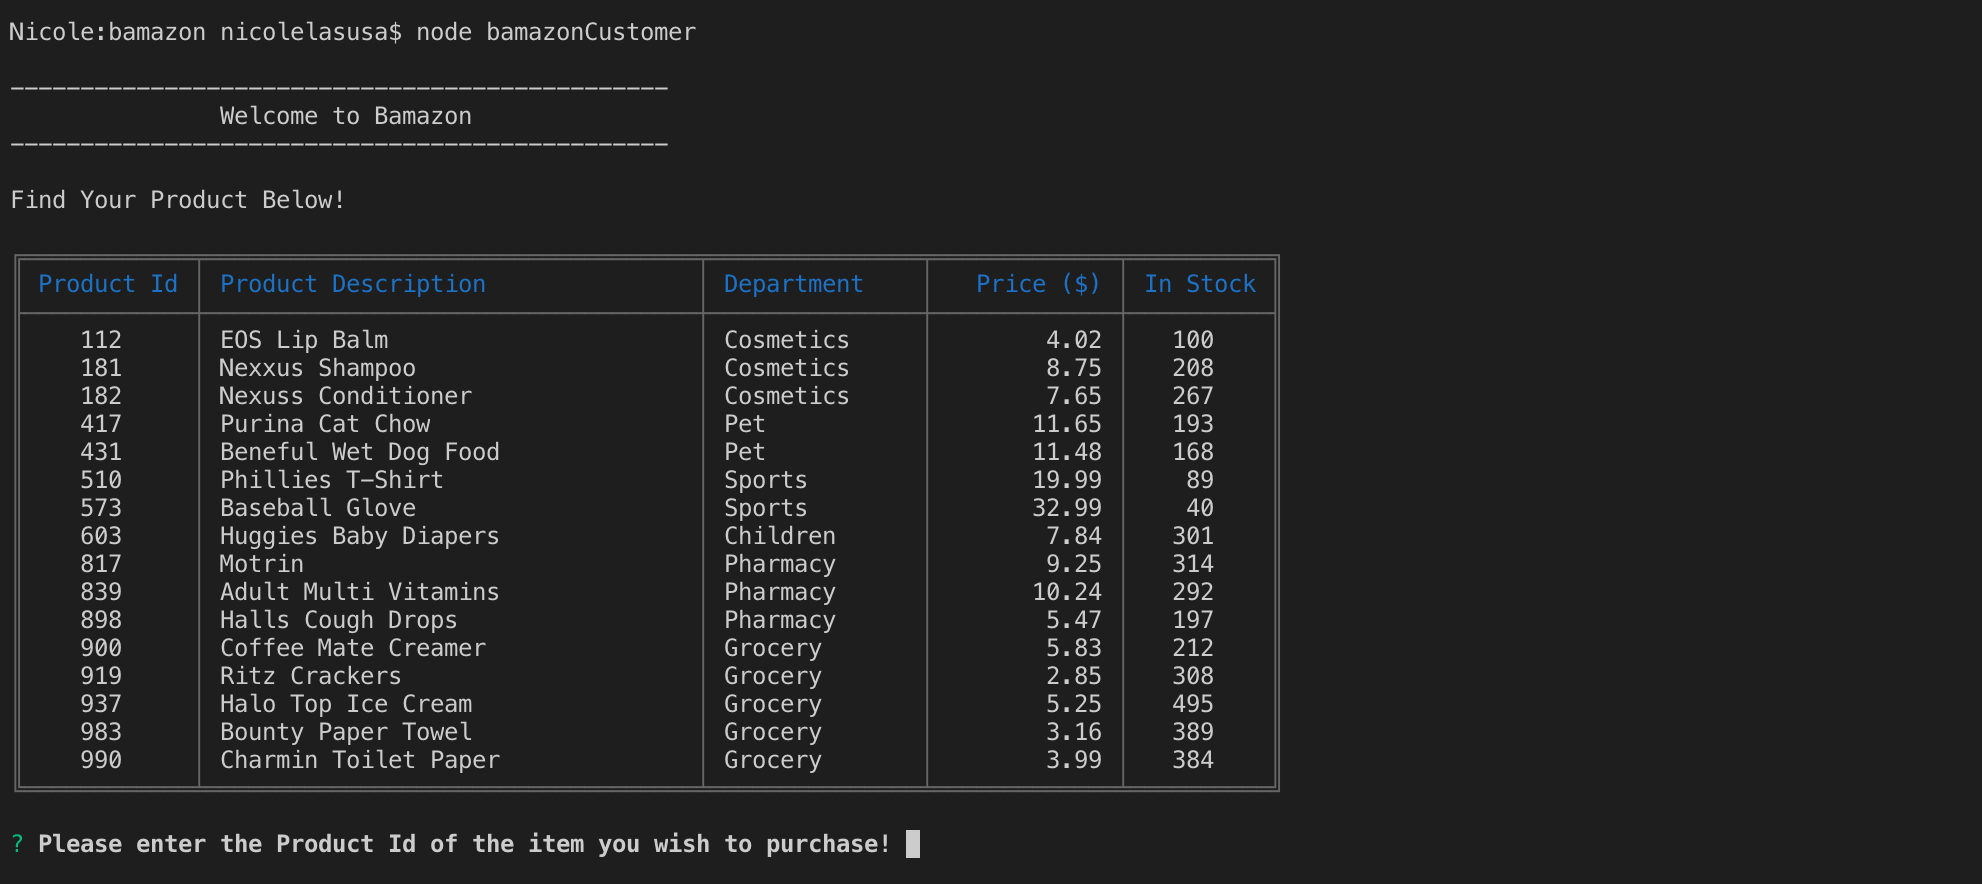 Nicole:bamazon nicolelasusa$ node bamazonCustomer
-----------------------------------------------
Welcome to Bamazon
-----------------------------------------------
Find Your Product Below!
Product Id Product Description Department Price ($) In Stock
112 EOS Lip Balm Cosmetics 4.02 100
181 Nexxus Shampoo Cosmetics 8.75 208
182 Nexuss Conditioner Cosmetics 7.65 267
417 Purina Cat Chow Pet 11.65 193
431 Beneful Wet Dog Food Pet 11.48 168
510 Phillies T-Shirt Sports 19.99 89
573 Baseball Glove Sports 32.99 40
603 Huggies Baby Diapers Children 7.84 301
817 Motrin Pharmacy 9.25 314
839 Adult Multi Vitamins Pharmacy 10.24 292
898 Halls Cough Drops Pharmacy 5.47 197
900 Coffee Mate Creamer Grocery 5.83 212
919 Ritz Crackers Grocery 2.85 308
937 Halo Top Ice Cream Grocery 5.25 495
983 Bounty Paper Towel Grocery 3.16 389
990 Charmin Toilet Paper Grocery 3.99 384
? Please enter the Product Id of the item you wish to purchase!